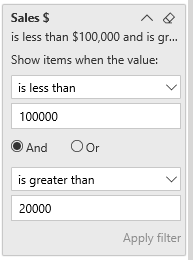 Sales $
is less than $100,000 and is gr...
Show items when the value:
is less than
100000
And Or
is greater than
20000
Apply filter